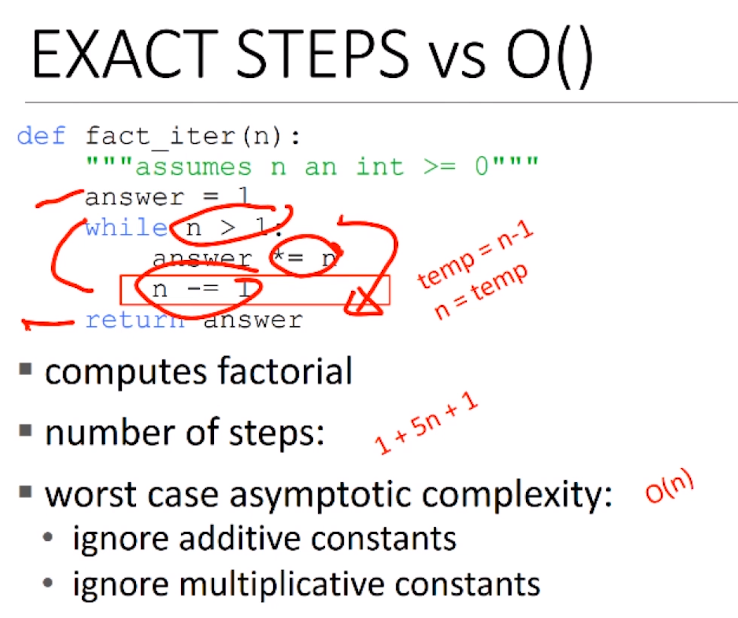 EXACT STEPS vs O()
def fact_iter(n):
"""assumes n an int >= 0"""
answer = 1
while n > 1:
answer *= n
n -= 1
return answer
temp = n-1
n = temp
▪ computes factorial
▪ number of steps: 1 + 5n + 1
▪ worst case asymptotic complexity: O(n)
• ignore additive constants
• ignore multiplicative constants